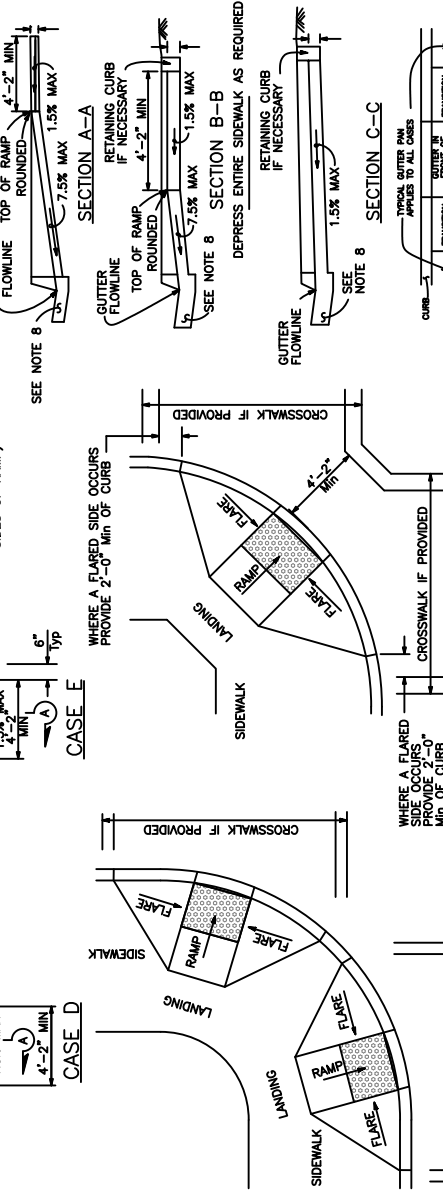 FLOWLINE
TOP OF RAMP
ROUNDED
4'-2" MIN
1.5% MAX
7.5% MAX
SEE NOTE 8
SECTION A-A
RETAINING CURB
IF NECESSARY
4'-2" MIN
GUTTER
FLOWLINE
TOP OF RAMP
ROUNDED
1.5% MAX
7.5% MAX
SEE NOTE 8
SECTION B-B
DEPRESS ENTIRE SIDEWALK AS REQUIRED
RETAINING CURB
IF NECESSARY
GUTTER
FLOWLINE
1.5% MAX
SEE
NOTE 8
SECTION C-C
TYPICAL GUTTER PAN
APPLIES TO ALL CASES
CURB
GUTTER IN
6"
Typ
4'-2"
MIN
A
CASE E
WHERE A FLARED SIDE OCCURS
PROVIDE 2'-0" Min OF CURB
CROSSWALK IF PROVIDED
FLARE
RAMP
FLARE
LANDING
SIDEWALK
4'-2"
Min
CROSSWALK IF PROVIDED
WHERE A FLARED
SIDE OCCURS
PROVIDE 2'-0"
Min OF CURB
A
4'-2" MIN
CASE D
CROSSWALK IF PROVIDED
SIDEWALK
FLARE
RAMP
FLARE
LANDING
LANDING
FLARE
RAMP
FLARE
SIDEWALK